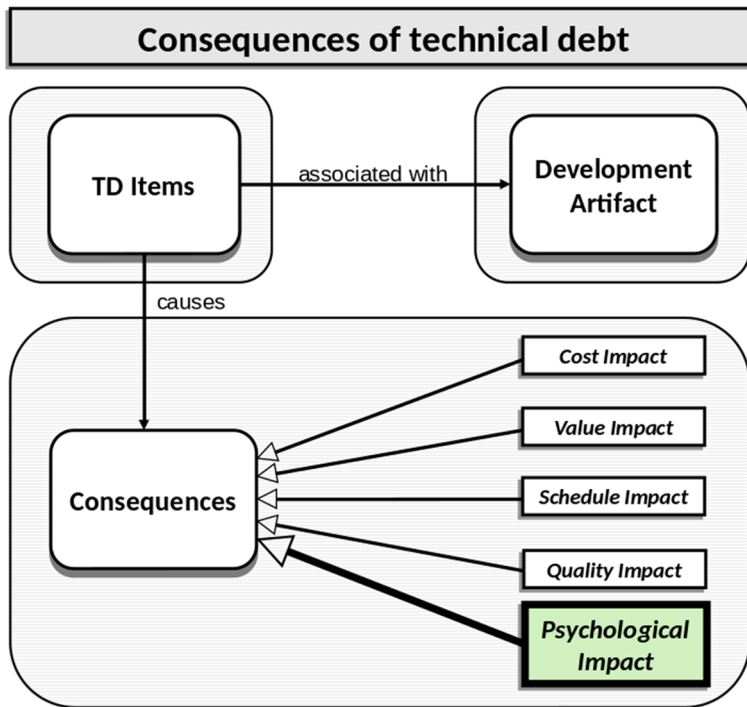 Consequences of technical debt
TD Items
associated with
Development
Artifact
causes
Cost Impact
Value Impact
Consequences
Schedule Impact
Quality Impact
Psychological
Impact